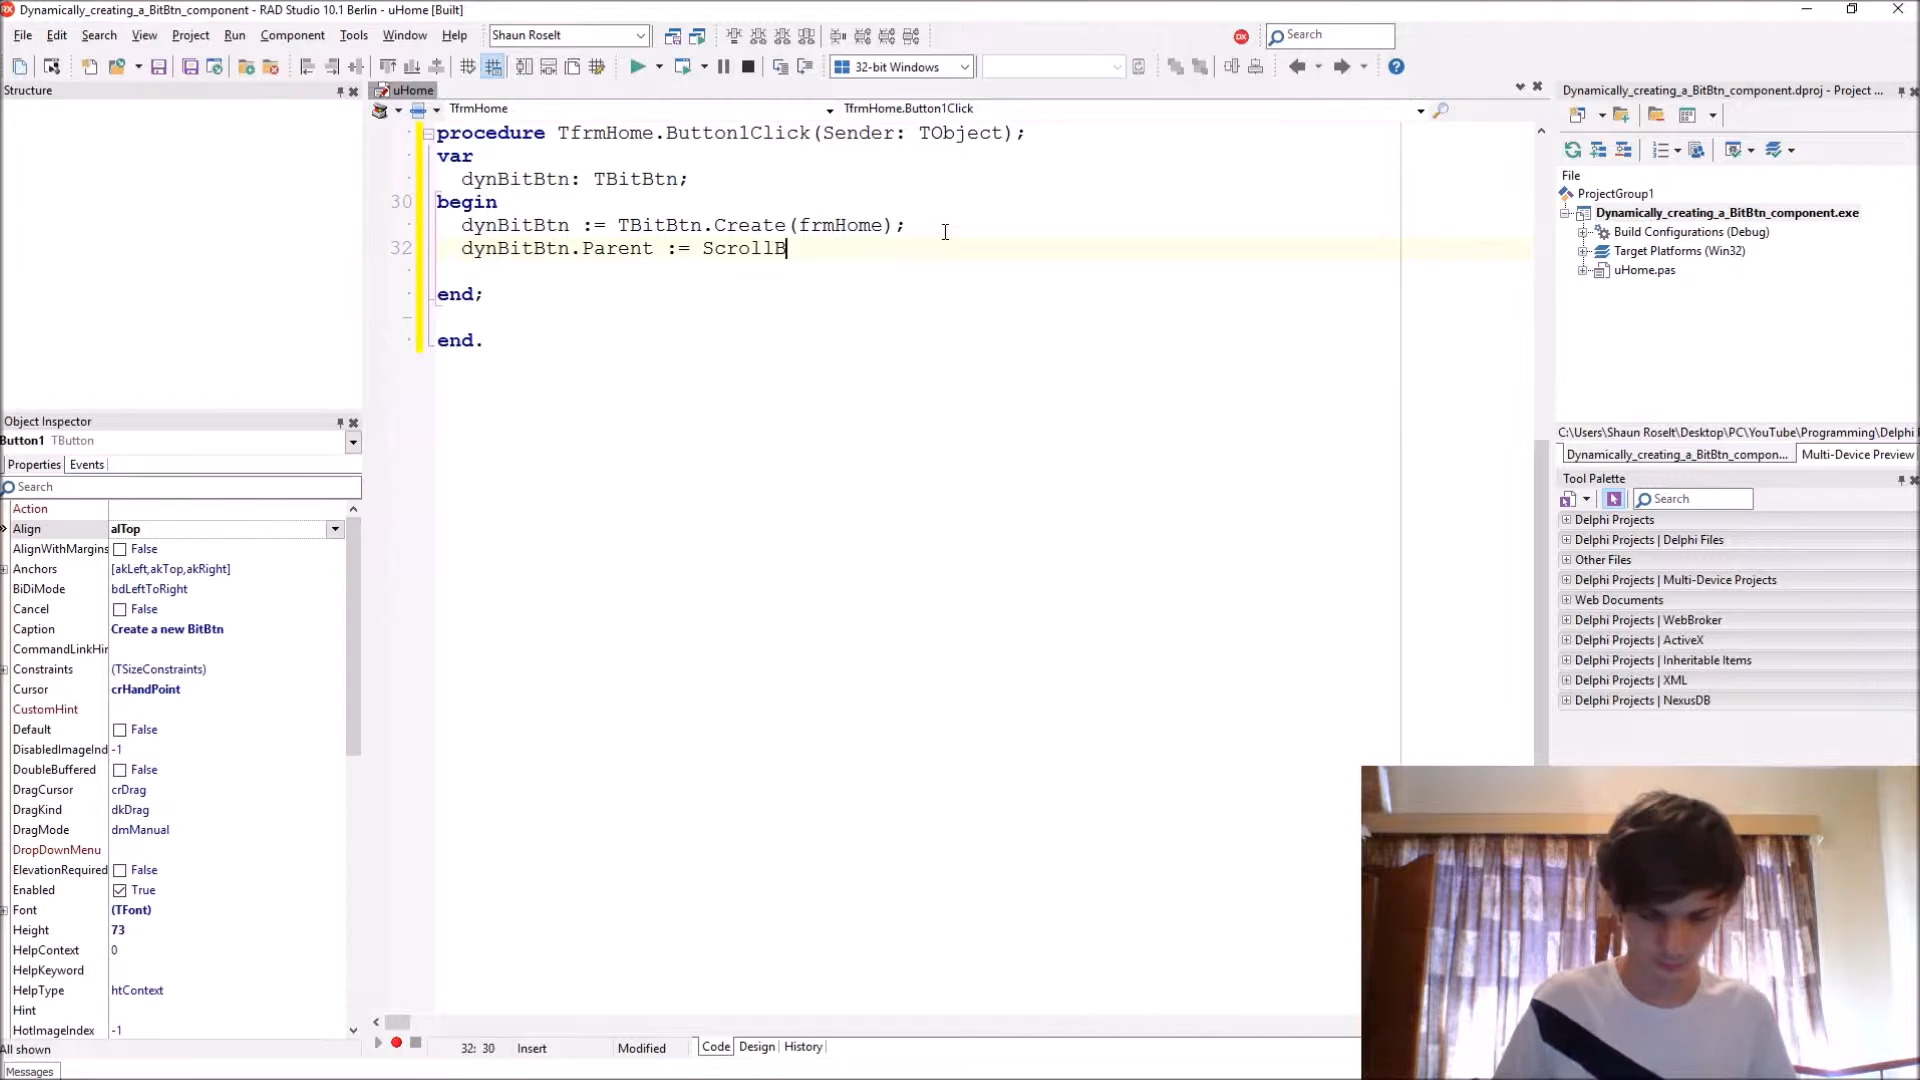 Dynamically_creating_a_BitBtn_component - RAD Studio 10.1 Berlin - uHome [Built]
File Edit Search View Project Run Component Tools Window Help Shaun Roselt Search
32-bit Windows
Structure
uHome
TfrmHome TfrmHome.Button1Click
procedure TfrmHome.Button1Click(Sender: TObject);
var
dynBitBtn: TBitBtn;
30 begin
dynBitBtn := TBitBtn.Create(frmHome);
32 dynBitBtn.Parent := ScrollB
end;
end.
Object Inspector
Button1 TButton
Properties Events
Search
Action
Align alTop
AlignWithMargins False
Anchors [akLeft,akTop,akRight]
BiDiMode bdLeftToRight
Cancel False
Caption Create a new BitBtn
CommandLinkHir
Constraints (TSizeConstraints)
Cursor crHandPoint
CustomHint
Default False
DisabledImageInd -1
DoubleBuffered False
DragCursor crDrag
DragKind dkDrag
DragMode dmManual
DropDownMenu
ElevationRequired False
Enabled True
Font (TFont)
Height 73
HelpContext 0
HelpKeyword
HelpType htContext
Hint
HotImageIndex -1
All shown
Messages
32: 30 Insert Modified Code Design History
Dynamically_creating_a_BitBtn_component.dproj - Project ...
File
ProjectGroup1
Dynamically_creating_a_BitBtn_component.exe
Build Configurations (Debug)
Target Platforms (Win32)
uHome.pas
C:\Users\Shaun Roselt\Desktop\PC\YouTube\Programming\Delphi
Dynamically_creating_a_BitBtn_compon... Multi-Device Preview
Tool Palette
Search
Delphi Projects
Delphi Projects | Delphi Files
Other Files
Delphi Projects | Multi-Device Projects
Web Documents
Delphi Projects | WebBroker
Delphi Projects | ActiveX
Delphi Projects | Inheritable Items
Delphi Projects | XML
Delphi Projects | NexusDB